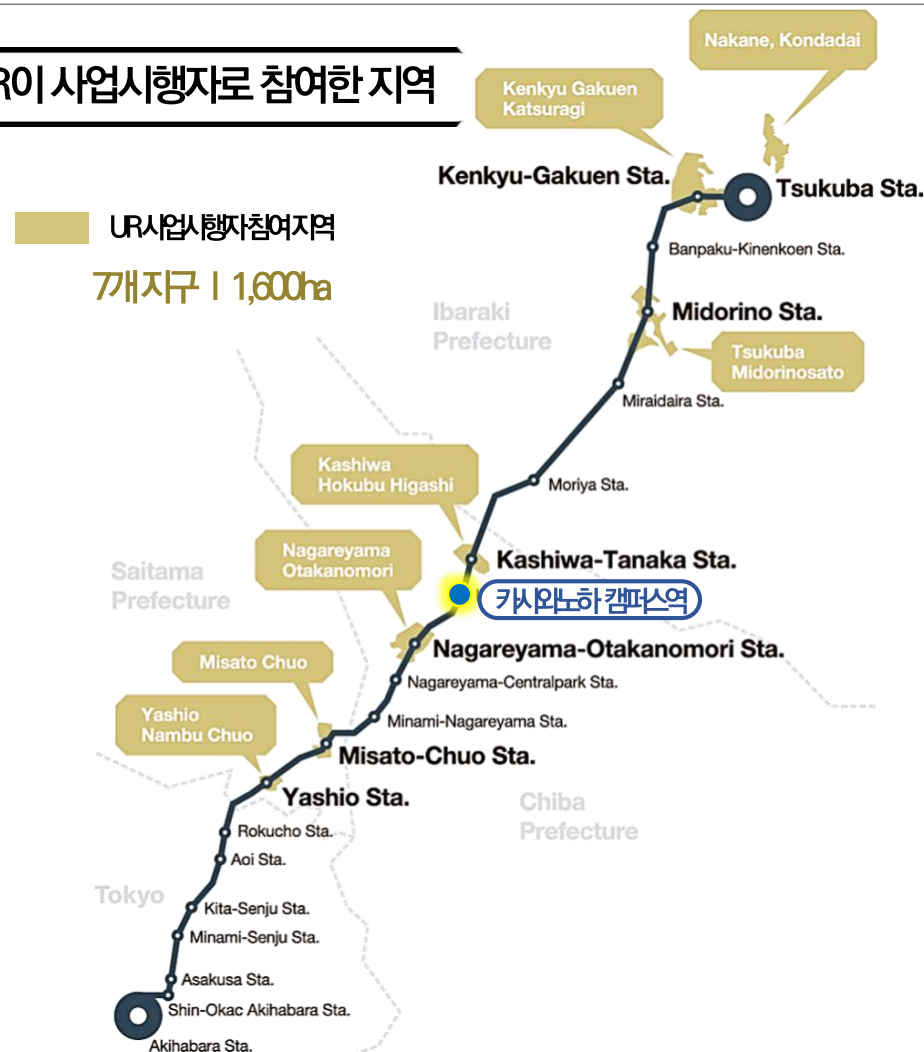 R이 사업시행자로 참여한 지역
Nakane, Kondadai
Kenkyu Gakuen
Katsuragi
Kenkyu-Gakuen Sta.
Tsukuba Sta.
UR사업시행자참여지역
7개 지구 I 1,600ha
Banpaku-Kinenkoen Sta.
Ibaraki
Prefecture
Midorino Sta.
Tsukuba
Midorinosato
Miraidaira Sta.
Kashiwa
Hokubu Higashi
Moriya Sta.
Nagareyama
Otakanomori
Kashiwa-Tanaka Sta.
Saitama
Prefecture
카시와노하 캠퍼스역
Nagareyama-Otakanomori Sta.
Misato Chuo
Nagareyama-Centralpark Sta.
Yashio
Nambu Chuo
Minami-Nagareyama Sta.
Misato-Chuo Sta.
Yashio Sta.
Chiba
Prefecture
Rokucho Sta.
Aoi Sta.
Tokyo
Kita-Senju Sta.
Minami-Senju Sta.
Asakusa Sta.
Shin-Okac Akihabara Sta.
Akihabara Sta.